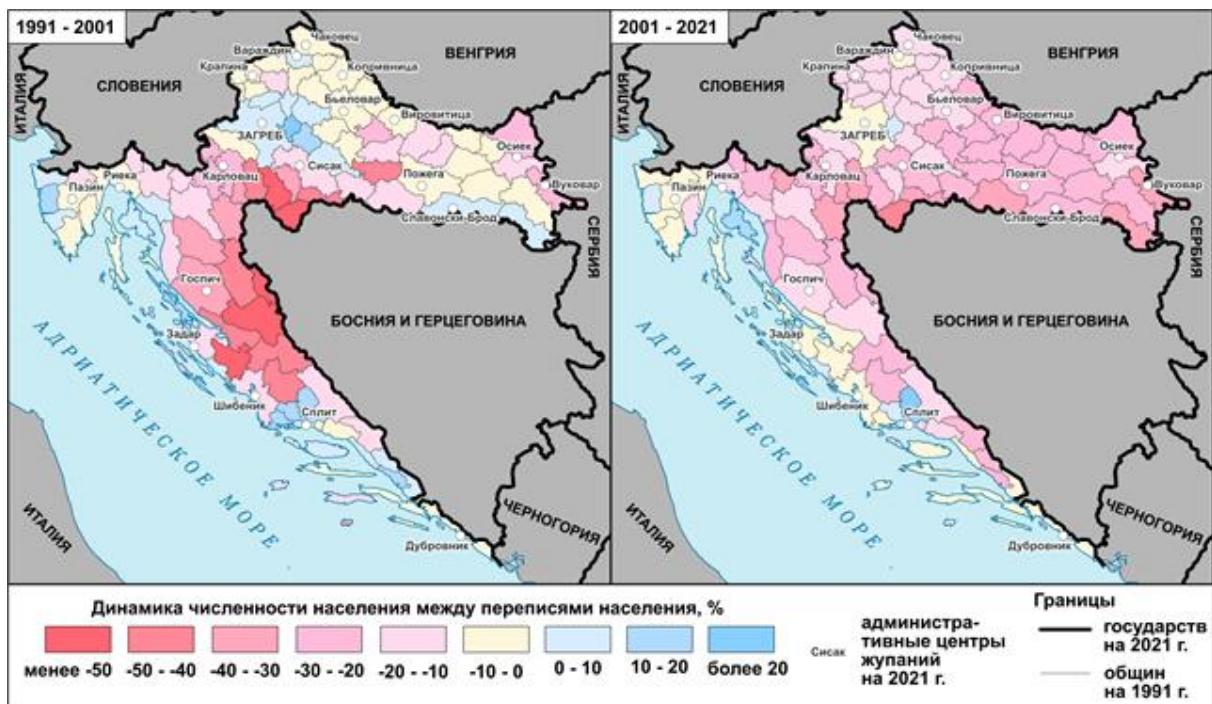 1991 - 2001
ИТАЛИЯ
СЛОВЕНИЯ
ВЕНГРИЯ
Чаковец
Вараждин
Крапина
Копривница
Бьеловар
Вировитица
ЗАГРЕБ
Осиек
Сисак
Карловац
Пожега
Вуковар
Риека
Пазин
Славонски-Брод
СЕРБИЯ
Госпич
БОСНИЯ И ГЕРЦЕГОВИНА
Задар
Шибеник
Сплит
АДРИАТИЧЕСКОЕ МОРЕ
ИТАЛИЯ
Дубровник
ЧЕРНОГОРИЯ
2001 - 2021
ИТАЛИЯ
СЛОВЕНИЯ
ВЕНГРИЯ
Чаковец
Вараждин
Крапина
Копривница
Бьеловар
Вировитица
ЗАГРЕБ
Осиек
Сисак
Карловац
Пожега
Вуковар
Риека
Пазин
Славонски-Брод
СЕРБИЯ
Госпич
БОСНИЯ И ГЕРЦЕГОВИНА
Задар
Шибеник
Сплит
АДРИАТИЧЕСКОЕ МОРЕ
ИТАЛИЯ
Дубровник
ЧЕРНОГОРИЯ
Динамика численности населения между переписями населения, %
менее -50 -50 - -40 -40 - -30 -30 - -20 -20 - -10 -10 - 0 0 - 10 10 - 20 более 20
Сисак
администра-
тивные центры
жупаний
на 2021 г.
Границы
государств
на 2021 г.
общин
на 1991 г.